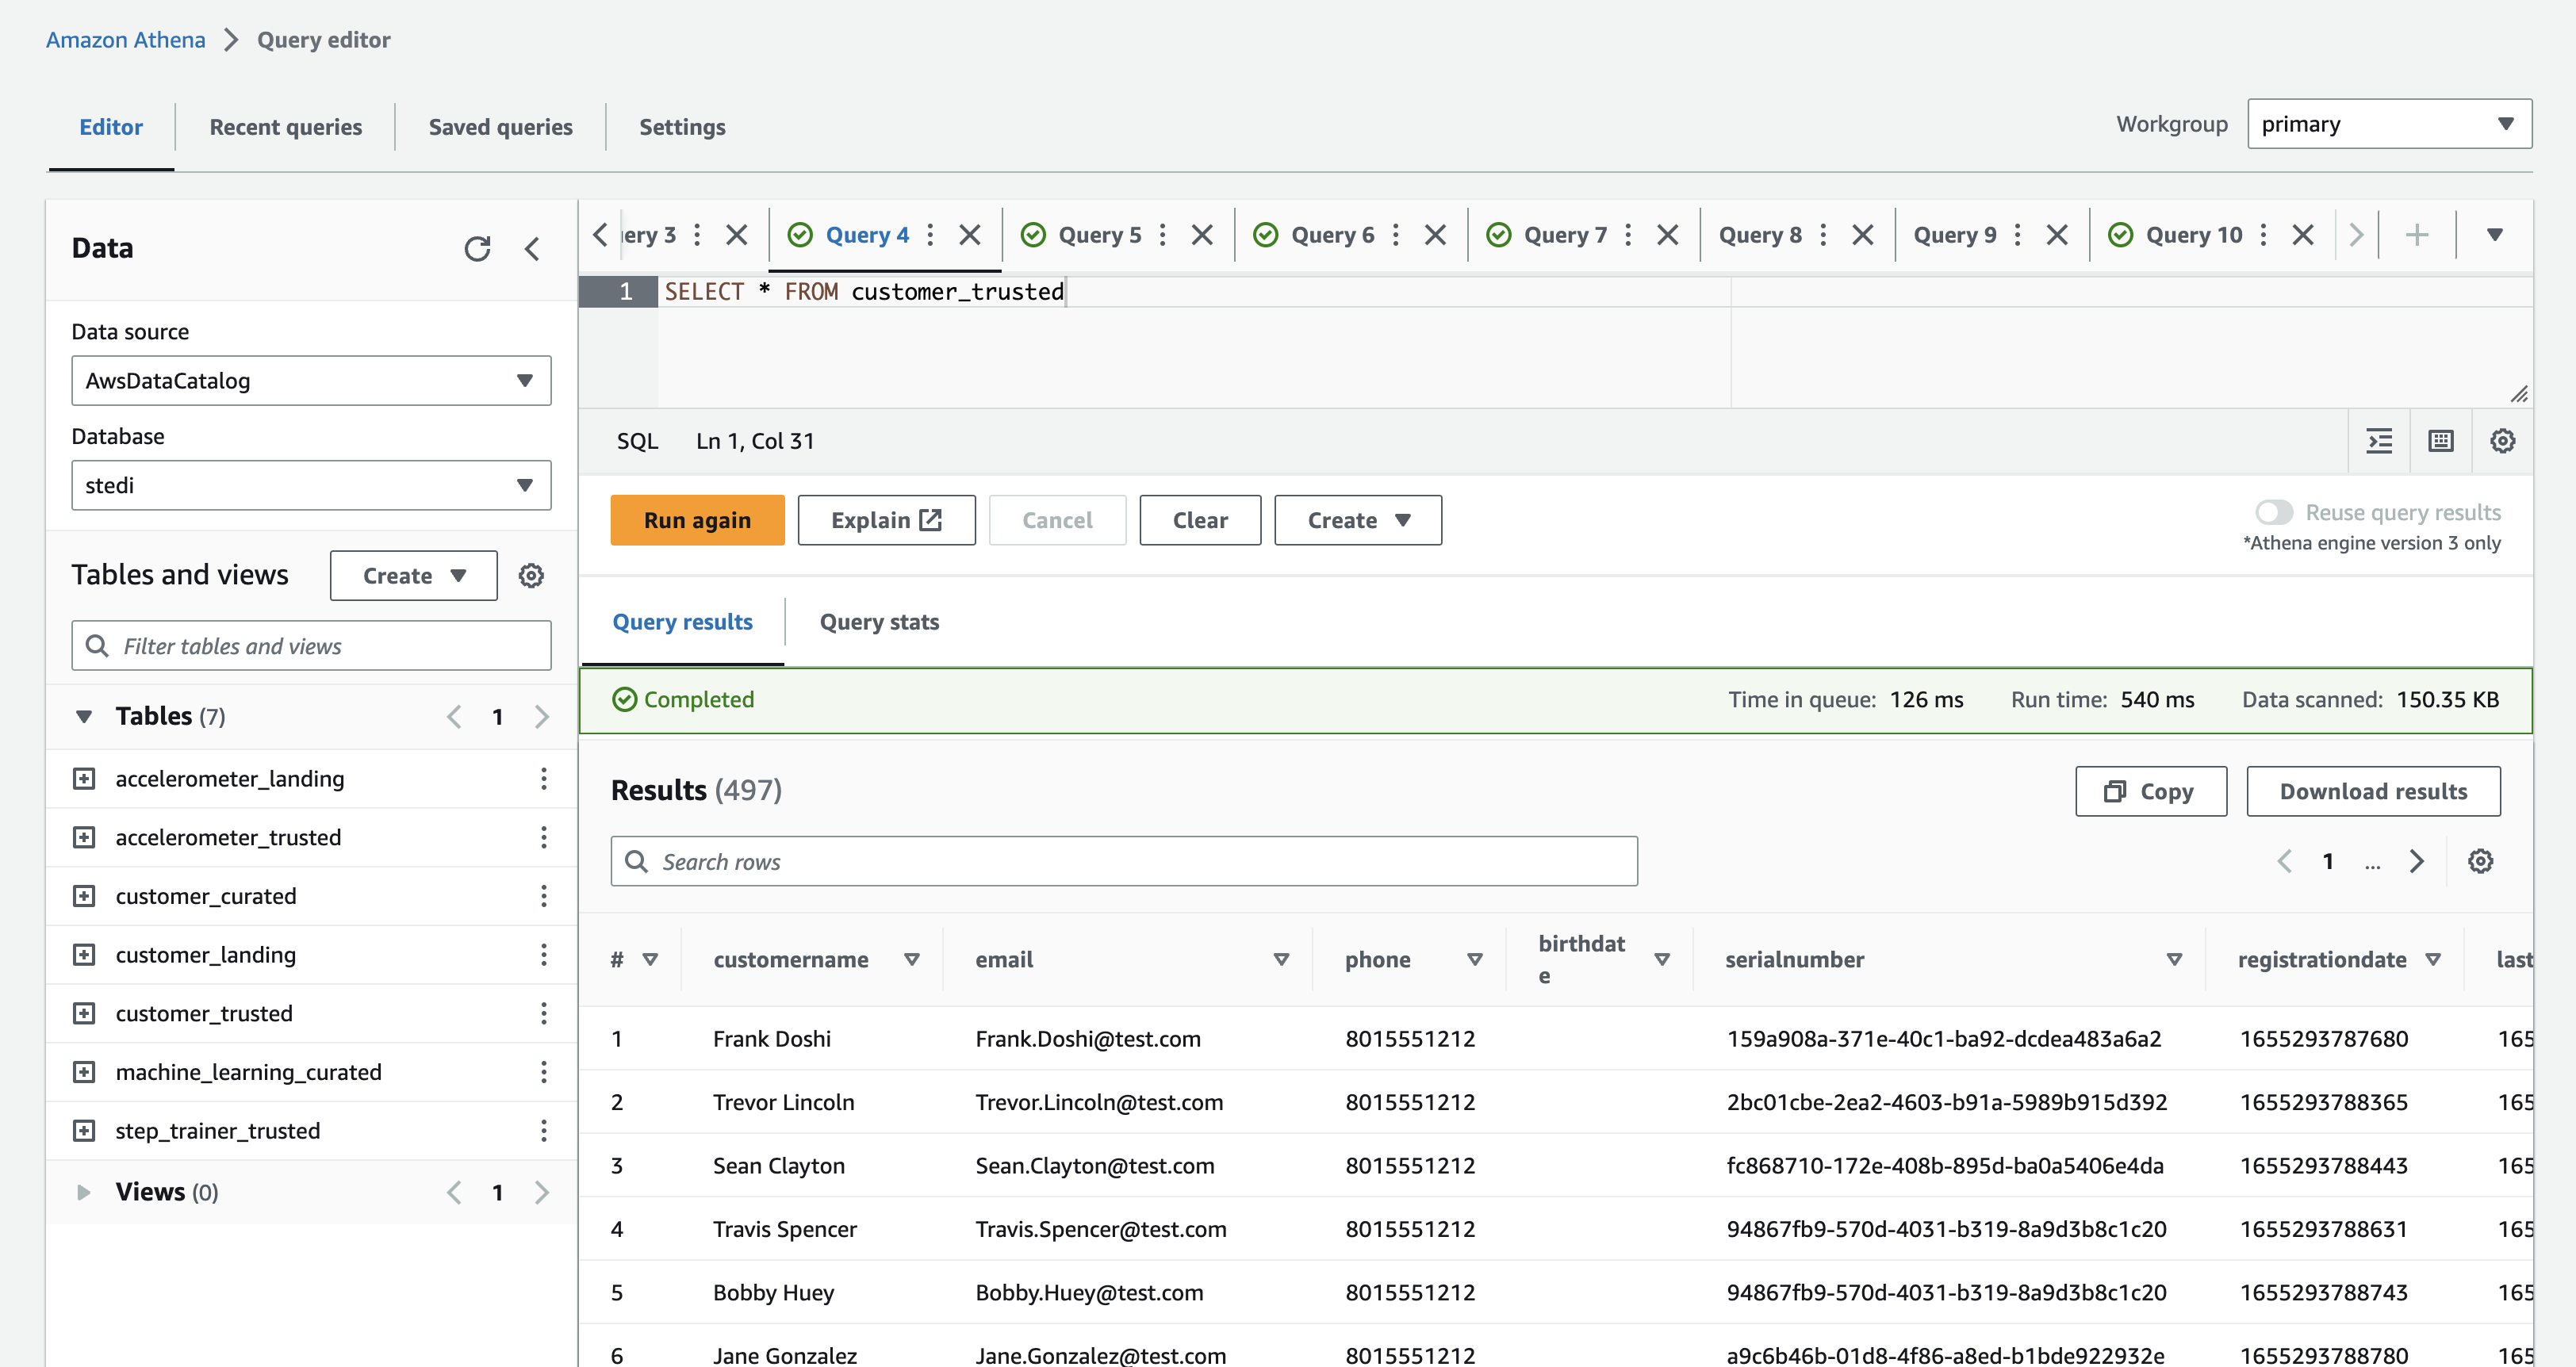 Amazon Athena > Query editor
Editor Recent queries Saved queries Settings
Workgroup primary
Data
ery 3 Query 4 Query 5 Query 6 Query 7 Query 8 Query 9 Query 10
1 SELECT * FROM customer_trusted
Data source
AwsDataCatalog
Database
stedi
SQL Ln 1, Col 31
Run again Explain Cancel Clear Create
Reuse query results
*Athena engine version 3 only
Tables and views Create
Filter tables and views
Query results Query stats
Completed Time in queue: 126 ms Run time: 540 ms Data scanned: 150.35 KB
Tables (7) 1
accelerometer_landing
accelerometer_trusted
customer_curated
customer_landing
customer_trusted
machine_learning_curated
step_trainer_trusted
Views (0) 1
Results (497) Copy Download results
Search rows 1 ...
# customername email phone birthdat
e serialnumber registrationdate last
1 Frank Doshi Frank.Doshi@test.com 8015551212 159a908a-371e-40c1-ba92-dcdea483a6a2 1655293787680 165
2 Trevor Lincoln Trevor.Lincoln@test.com 8015551212 2bc01cbe-2ea2-4603-b91a-5989b915d392 1655293788365 165
3 Sean Clayton Sean.Clayton@test.com 8015551212 fc868710-172e-408b-895d-ba0a5406e4da 1655293788443 165
4 Travis Spencer Travis.Spencer@test.com 8015551212 94867fb9-570d-4031-b319-8a9d3b8c1c20 1655293788631 165
5 Bobby Huey Bobby.Huey@test.com 8015551212 94867fb9-570d-4031-b319-8a9d3b8c1c20 1655293788743 165
6 Jane Gonzalez Jane.Gonzalez@test.com 8015551212 a9c6b46b-01d8-4f86-a8ed-b1bde922932e 1655293788780 165